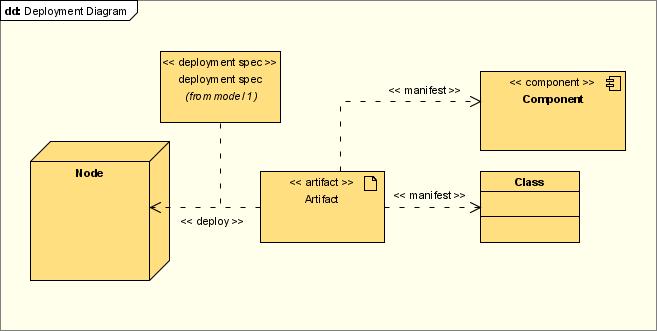 dd: Deployment Diagram
<< deployment spec >>
deployment spec
(from model 1)
<< manifest >>
<< component >>
Component
Node
<< artifact >>
Artifact
<< manifest >>
Class
<< deploy >>